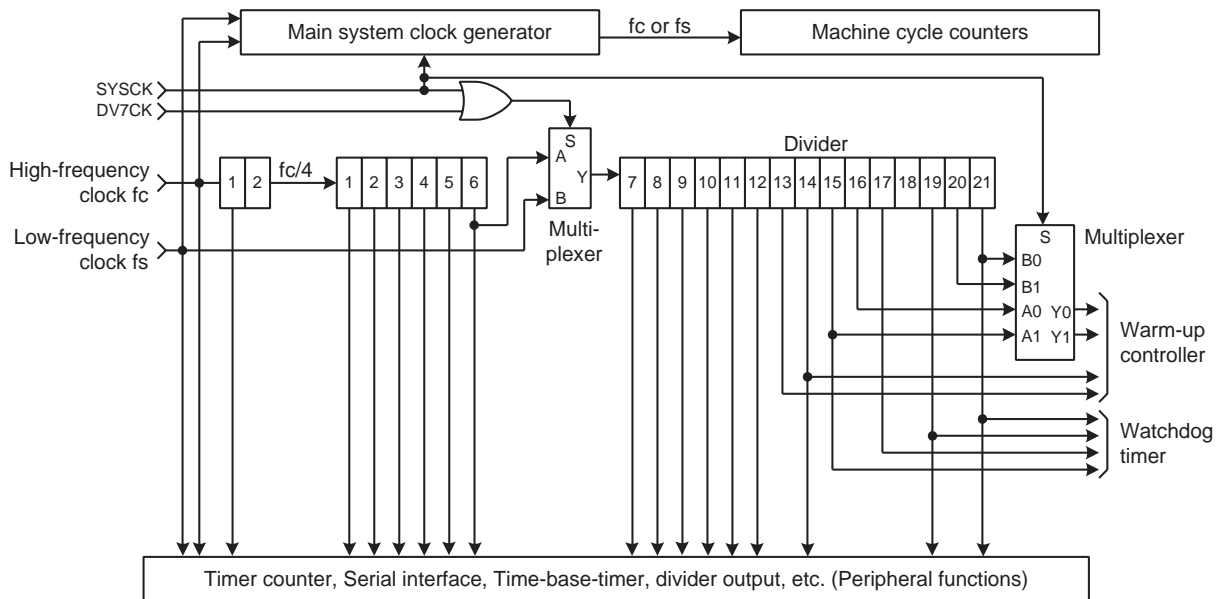 Main system clock generator
fc or fs
Machine cycle counters
SYSCK
DV7CK
High-frequency
clock fc
1 2
fc/4
1 2 3 4 5 6
S
A
Y
B
Multi-
plexer
Divider
7 8 9 10 11 12 13 14 15 16 17 18 19 20 21
Low-frequency
clock fs
S
Multiplexer
B0
B1
A0 Y0
A1 Y1
Warm-up
controller
Watchdog
timer
Timer counter, Serial interface, Time-base-timer, divider output, etc. (Peripheral functions)